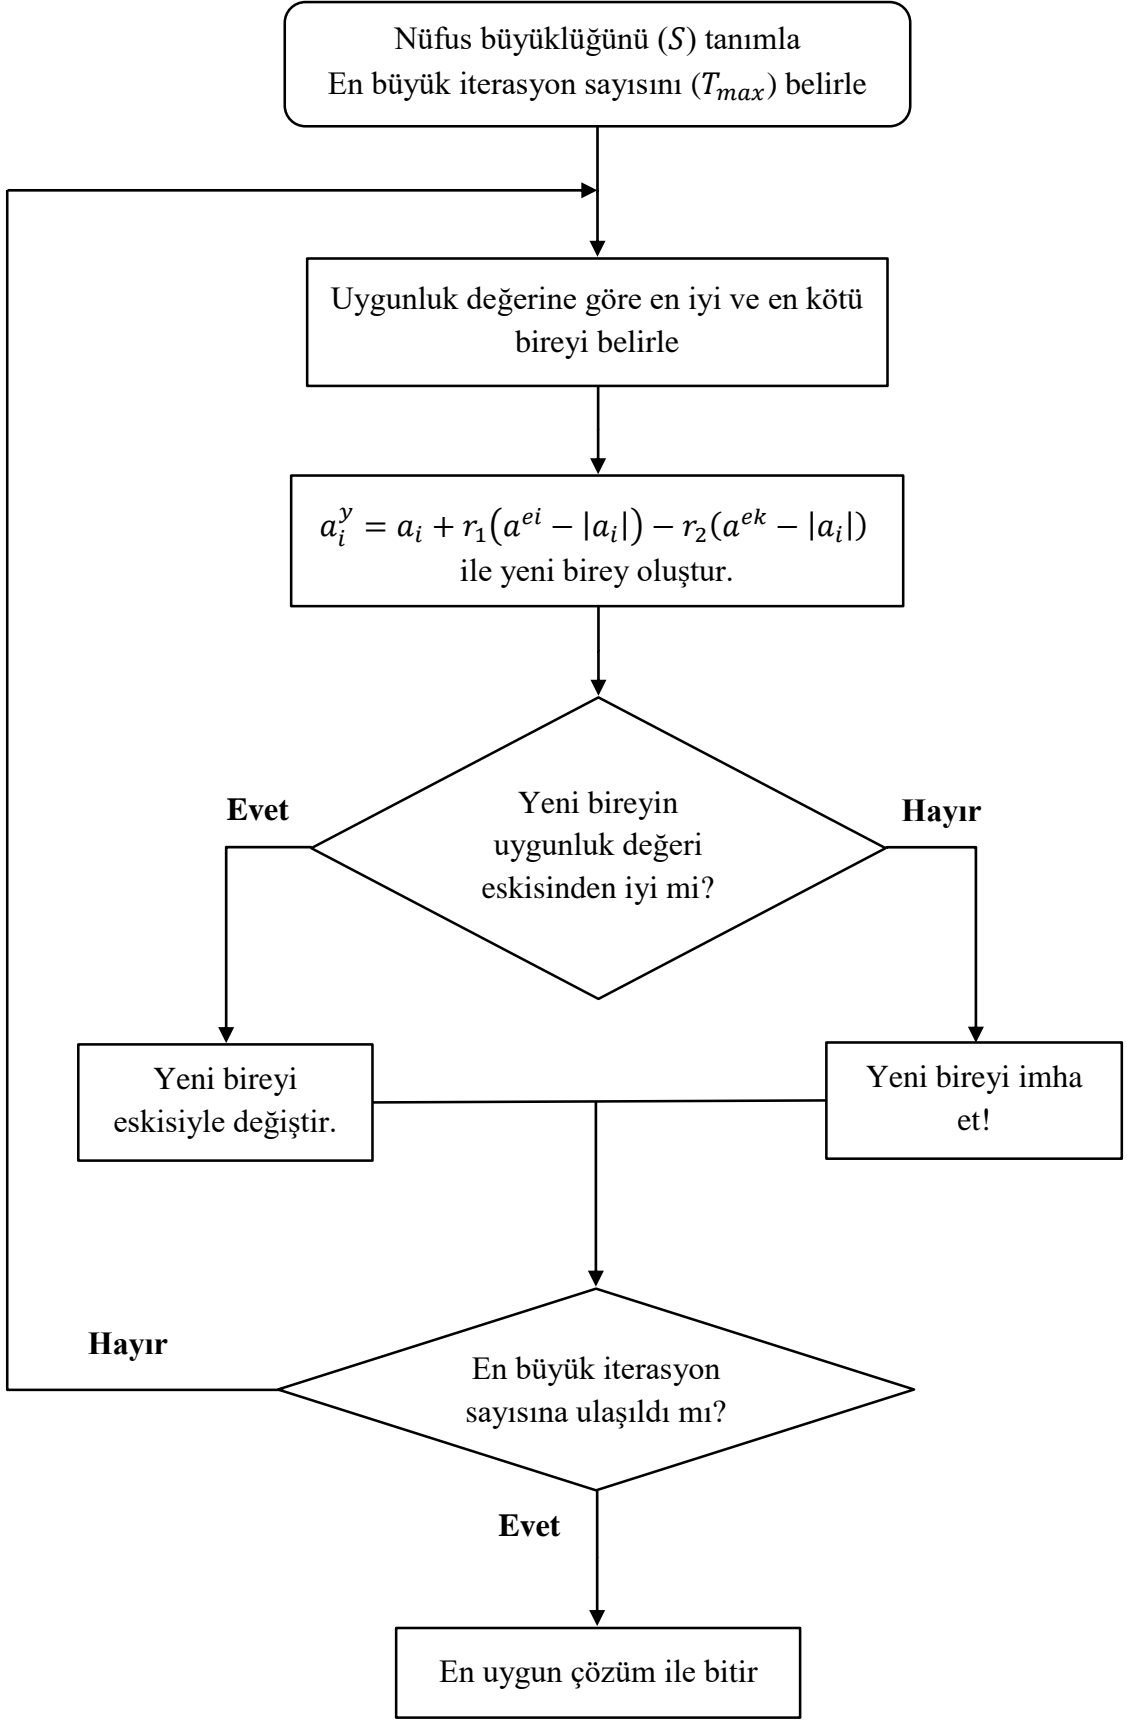 Nüfus büyüklüğünü (S) tanımla
En büyük iterasyon sayısını (T_{max}) belirle
Uygunluk değerine göre en iyi ve en kötü
bireyi belirle
a_i^y = a_i + r_1(a^{ei} − |a_i|) − r_2(a^{ek} − |a_i|)
ile yeni birey oluştur.
Evet
Yeni bireyin
uygunluk değeri
eskisinden iyi mi?
Hayır
Yeni bireyi
eskisiyle değiştir.
Yeni bireyi imha
et!
Hayır
En büyük iterasyon
sayısına ulaşıldı mı?
Evet
En uygun çözüm ile bitir